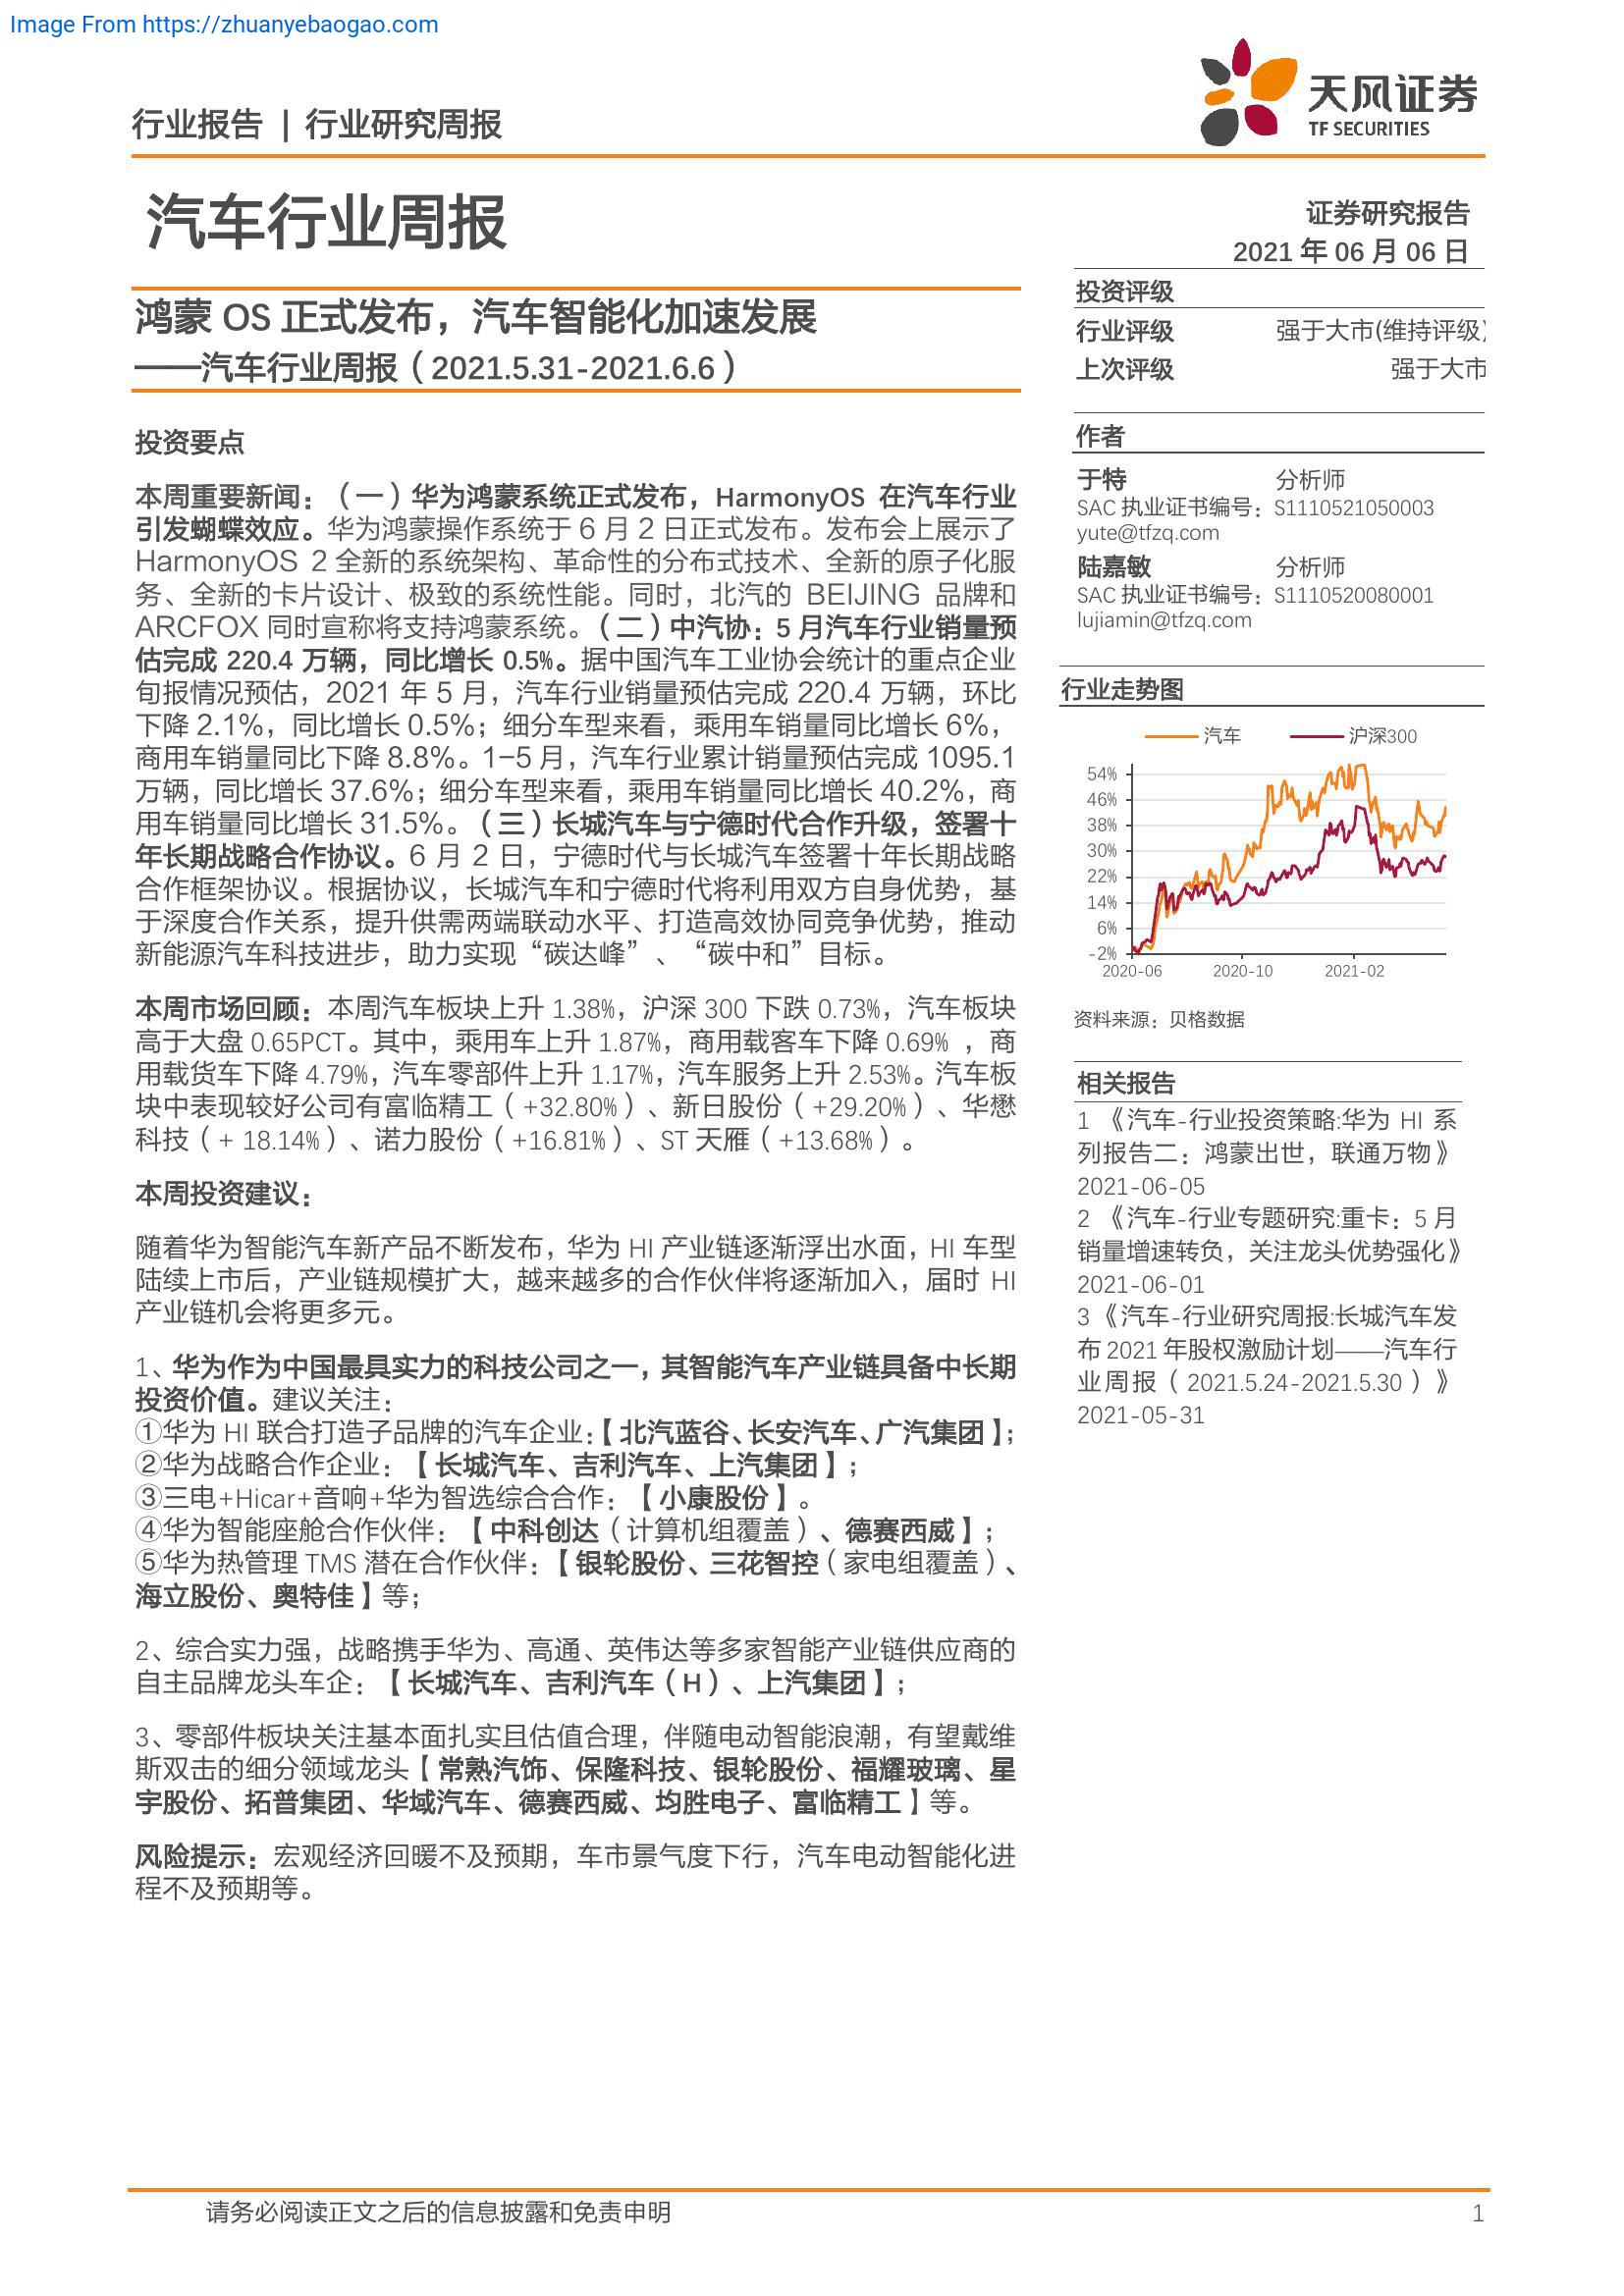 Image From https://zhuanyebaogao.com
行业报告 | 行业研究周报
天风证券
TF SECURITIES
汽车行业周报
鸿蒙 OS 正式发布，汽车智能化加速发展
——汽车行业周报（2021.5.31-2021.6.6）
投资要点
本周重要新闻：（一）华为鸿蒙系统正式发布，HarmonyOS 在汽车行业
引发蝴蝶效应。华为鸿蒙操作系统于 6 月 2 日正式发布。发布会上展示了
HarmonyOS 2 全新的系统架构、革命性的分布式技术、全新的原子化服
务、全新的卡片设计、极致的系统性能。同时，北汽的 BEIJING 品牌和
ARCFOX 同时宣称将支持鸿蒙系统。（二）中汽协：5 月汽车行业销量预
估完成 220.4 万辆，同比增长 0.5%。据中国汽车工业协会统计的重点企业
旬报情况预估，2021 年 5 月，汽车行业销量预估完成 220.4 万辆，环比
下降 2.1%，同比增长 0.5%；细分车型来看，乘用车销量同比增长 6%，
商用车销量同比下降 8.8%。1-5 月，汽车行业累计销量预估完成 1095.1
万辆，同比增长 37.6%；细分车型来看，乘用车销量同比增长 40.2%，商
用车销量同比增长 31.5%。（三）长城汽车与宁德时代合作升级，签署十
年长期战略合作协议。6 月 2 日，宁德时代与长城汽车签署十年长期战略
合作框架协议。根据协议，长城汽车和宁德时代将利用双方自身优势，基
于深度合作关系，提升供需两端联动水平、打造高效协同竞争优势，推动
新能源汽车科技进步，助力实现“碳达峰”、“碳中和”目标。
本周市场回顾：本周汽车板块上升 1.38%，沪深 300 下跌 0.73%，汽车板块
高于大盘 0.65PCT。其中，乘用车上升 1.87%，商用载客车下降 0.69% ，商
用载货车下降 4.79%，汽车零部件上升 1.17%，汽车服务上升 2.53%。汽车板
块中表现较好公司有富临精工（+32.80%）、新日股份（+29.20%）、华懋
科技（+ 18.14%）、诺力股份（+16.81%）、ST 天雁（+13.68%）。
本周投资建议：
随着华为智能汽车新产品不断发布，华为 HI 产业链逐渐浮出水面，HI 车型
陆续上市后，产业链规模扩大，越来越多的合作伙伴将逐渐加入，届时 HI
产业链机会将更多元。
1、华为作为中国最具实力的科技公司之一，其智能汽车产业链具备中长期
投资价值。建议关注：
①华为 HI 联合打造子品牌的汽车企业：【北汽蓝谷、长安汽车、广汽集团】；
②华为战略合作企业：【长城汽车、吉利汽车、上汽集团】；
③三电+Hicar+音响+华为智选综合合作：【小康股份】。
④华为智能座舱合作伙伴：【中科创达（计算机组覆盖）、德赛西威】；
⑤华为热管理 TMS 潜在合作伙伴：【银轮股份、三花智控（家电组覆盖）、
海立股份、奥特佳】等；
2、综合实力强，战略携手华为、高通、英伟达等多家智能产业链供应商的
自主品牌龙头车企：【长城汽车、吉利汽车（H）、上汽集团】；
3、零部件板块关注基本面扎实且估值合理，伴随电动智能浪潮，有望戴维
斯双击的细分领域龙头【常熟汽饰、保隆科技、银轮股份、福耀玻璃、星
宇股份、拓普集团、华域汽车、德赛西威、均胜电子、富临精工】等。
风险提示：宏观经济回暖不及预期，车市景气度下行，汽车电动智能化进
程不及预期等。
证券研究报告
2021 年 06 月 06 日
投资评级
行业评级 强于大市(维持评级)
上次评级 强于大市
作者
于特 分析师
SAC 执业证书编号：S1110521050003
yute@tfzq.com
陆嘉敏 分析师
SAC 执业证书编号：S1110520080001
lujiamin@tfzq.com
行业走势图
汽车 沪深300
54%
46%
38%
30%
22%
14%
6%
-2%
2020-06 2020-10 2021-02
资料来源：贝格数据
相关报告
1 《汽车-行业投资策略:华为 HI 系
列报告二：鸿蒙出世，联通万物》
2021-06-05
2 《汽车-行业专题研究:重卡：5 月
销量增速转负，关注龙头优势强化》
2021-06-01
3 《汽车-行业研究周报:长城汽车发
布 2021 年股权激励计划——汽车行
业周报（2021.5.24-2021.5.30）》
2021-05-31
请务必阅读正文之后的信息披露和免责申明 1